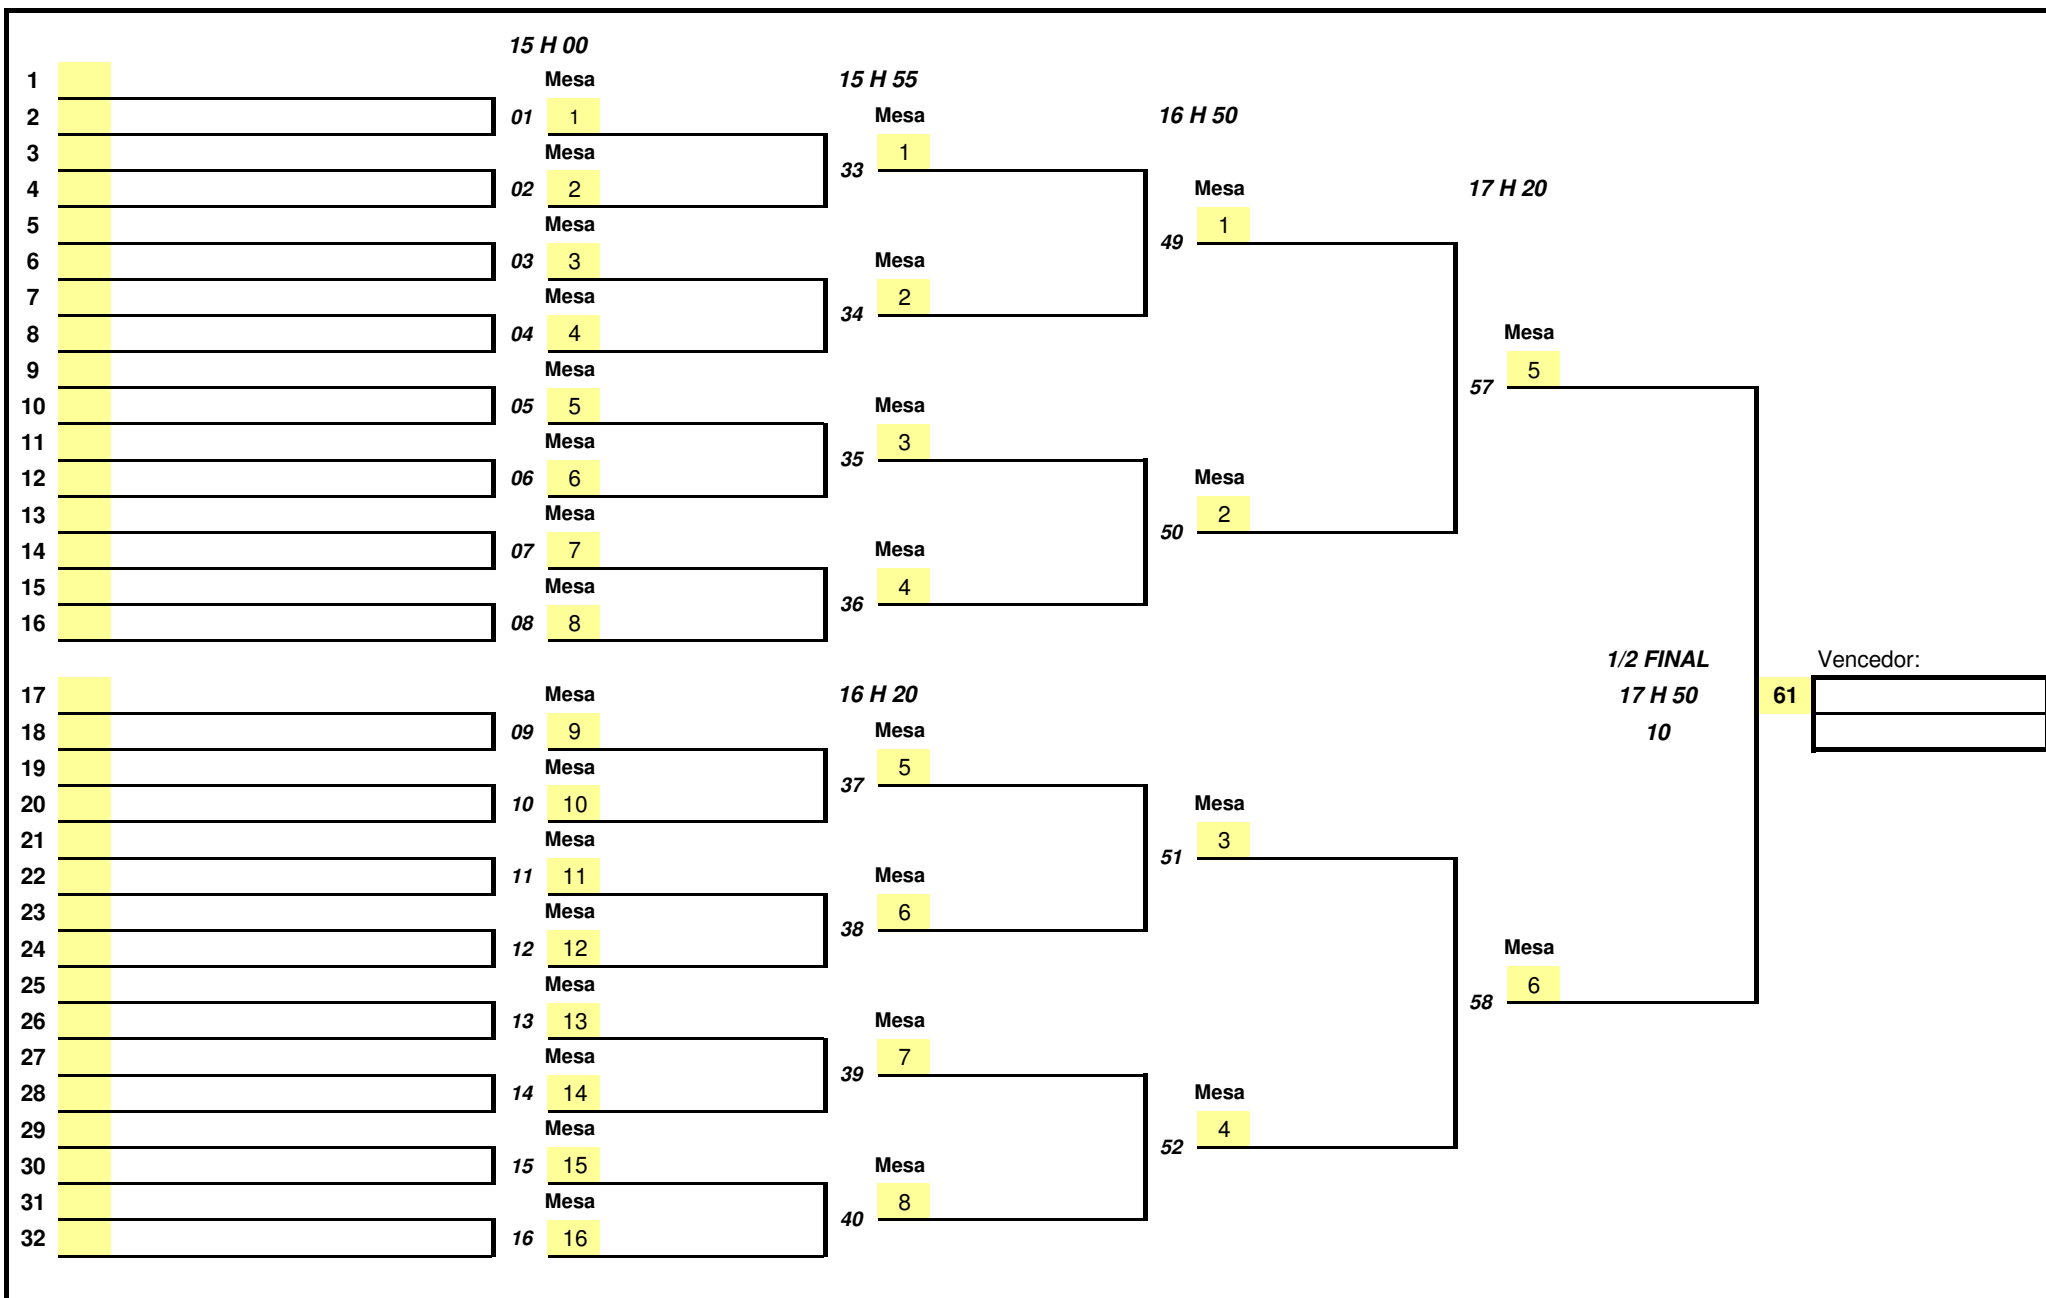 15 H 00
1 Mesa 15 H 55
2 01 1 Mesa 16 H 50
3 Mesa 1
33
4 02 2 Mesa 17 H 20
5 Mesa 1
49
6 03 3 Mesa
7 Mesa 2
34
8 04 4 Mesa
9 Mesa 5
57
10 05 5 Mesa
11 Mesa 3
35
12 06 6 Mesa
13 Mesa 2
50
14 07 7 Mesa
15 Mesa 4
36
16 08 8
1/2 FINAL Vencedor:
17 Mesa 16 H 20 17 H 50 61
18 09 9 Mesa 10
19 Mesa 5
37
20 10 10 Mesa
21 Mesa 3
51
22 11 11 Mesa
23 Mesa 6
38
24 12 12 Mesa
25 Mesa 6
58
26 13 13 Mesa
27 Mesa 7
39
28 14 14 Mesa
29 Mesa 4
52
30 15 15 Mesa
31 Mesa 8
40
32 16 16